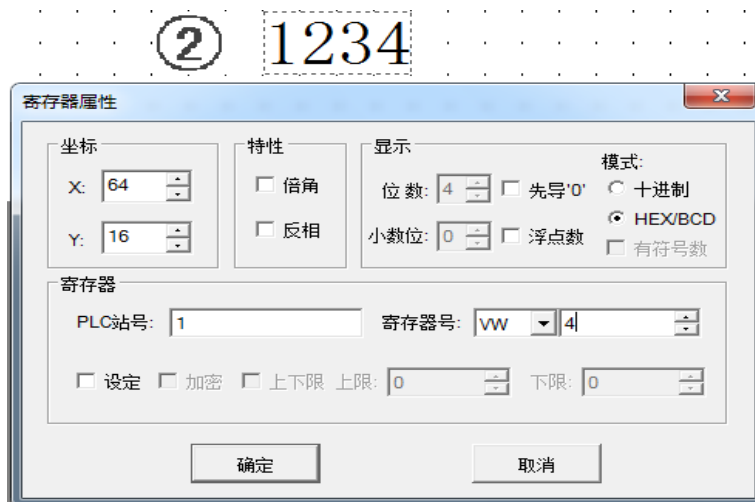 ② 1234
寄存器属性
坐标 特性 显示 模式:
X: 64 倍角 位 数: 4 先导'0' 十进制
Y: 16 反相 小数位: 0 浮点数 HEX/BCD
有符号数
寄存器
PLC站号: 1 寄存器号: VW 4
设定 加密 上下限 上限: 0 下限: 0
确定 取消